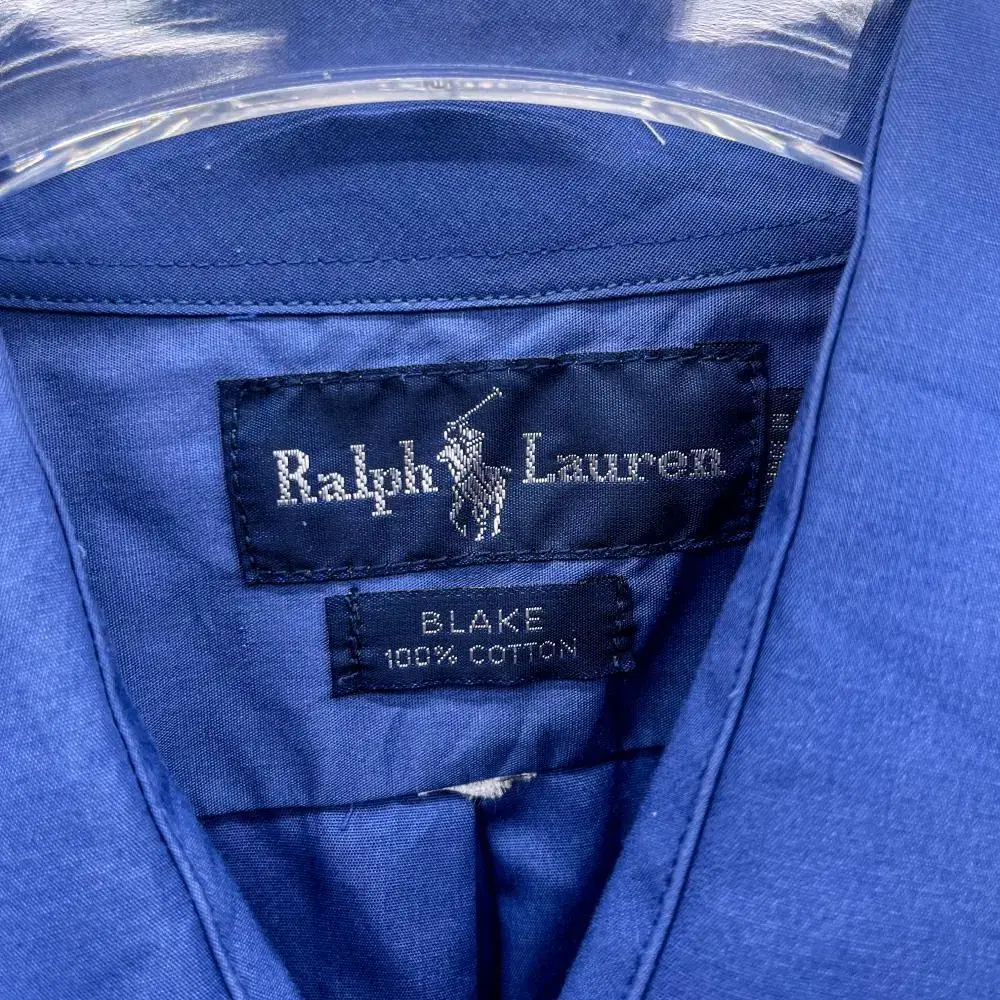 Ralph Lauren
BLAKE
100% COTTON